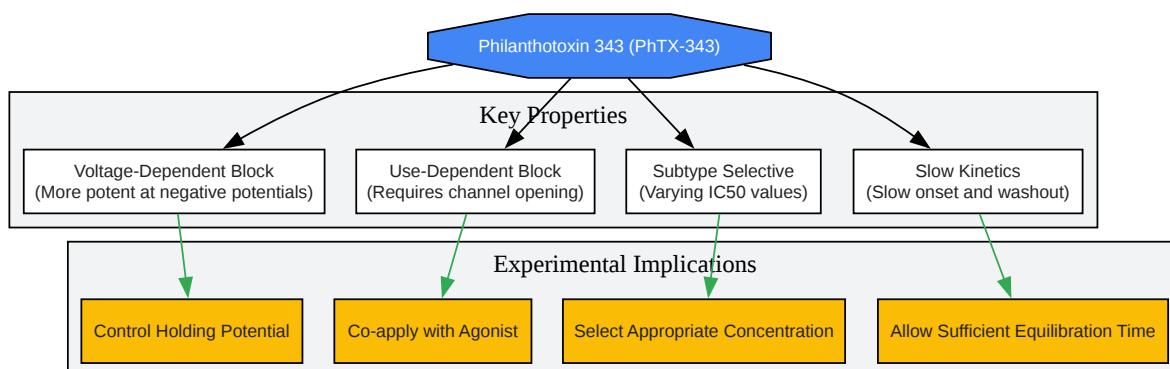 Philanthotoxin 343 (PhTX-343)
Key Properties
Voltage-Dependent Block
(More potent at negative potentials)
Use-Dependent Block
(Requires channel opening)
Subtype Selective
(Varying IC50 values)
Slow Kinetics
(Slow onset and washout)
Experimental Implications
Control Holding Potential
Co-apply with Agonist
Select Appropriate Concentration
Allow Sufficient Equilibration Time